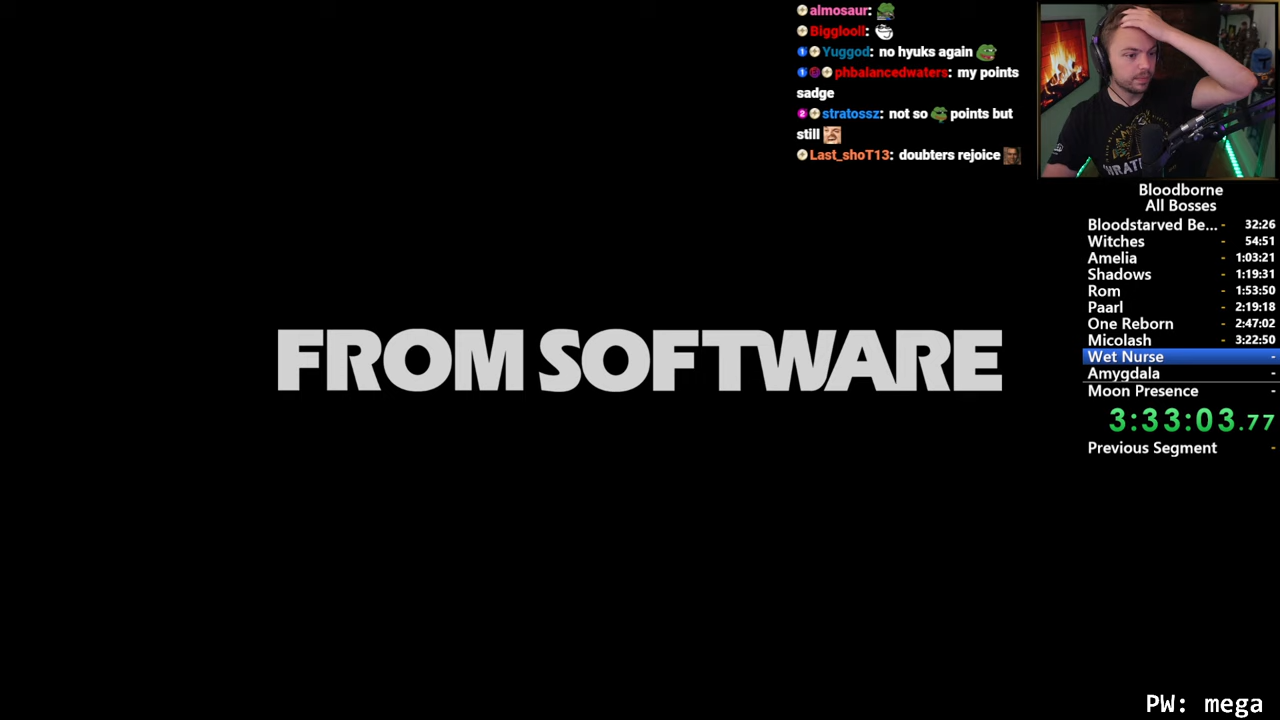 almosaur:
Bigglooll:
Yuggod: no hyuks again
phbalancedwaters: my points
sadge
stratossz: not so points but
still
Last_shoT13: doubters rejoice
FROM SOFTWARE
Bloodborne
All Bosses
Bloodstarved Be... - 32:26
Witches - 54:51
Amelia - 1:03:21
Shadows - 1:19:31
Rom - 1:53:50
Paarl - 2:19:18
One Reborn - 2:47:02
Micolash - 3:22:50
Wet Nurse -
Amygdala -
Moon Presence -
3:33:03.77
Previous Segment -
PW: mega